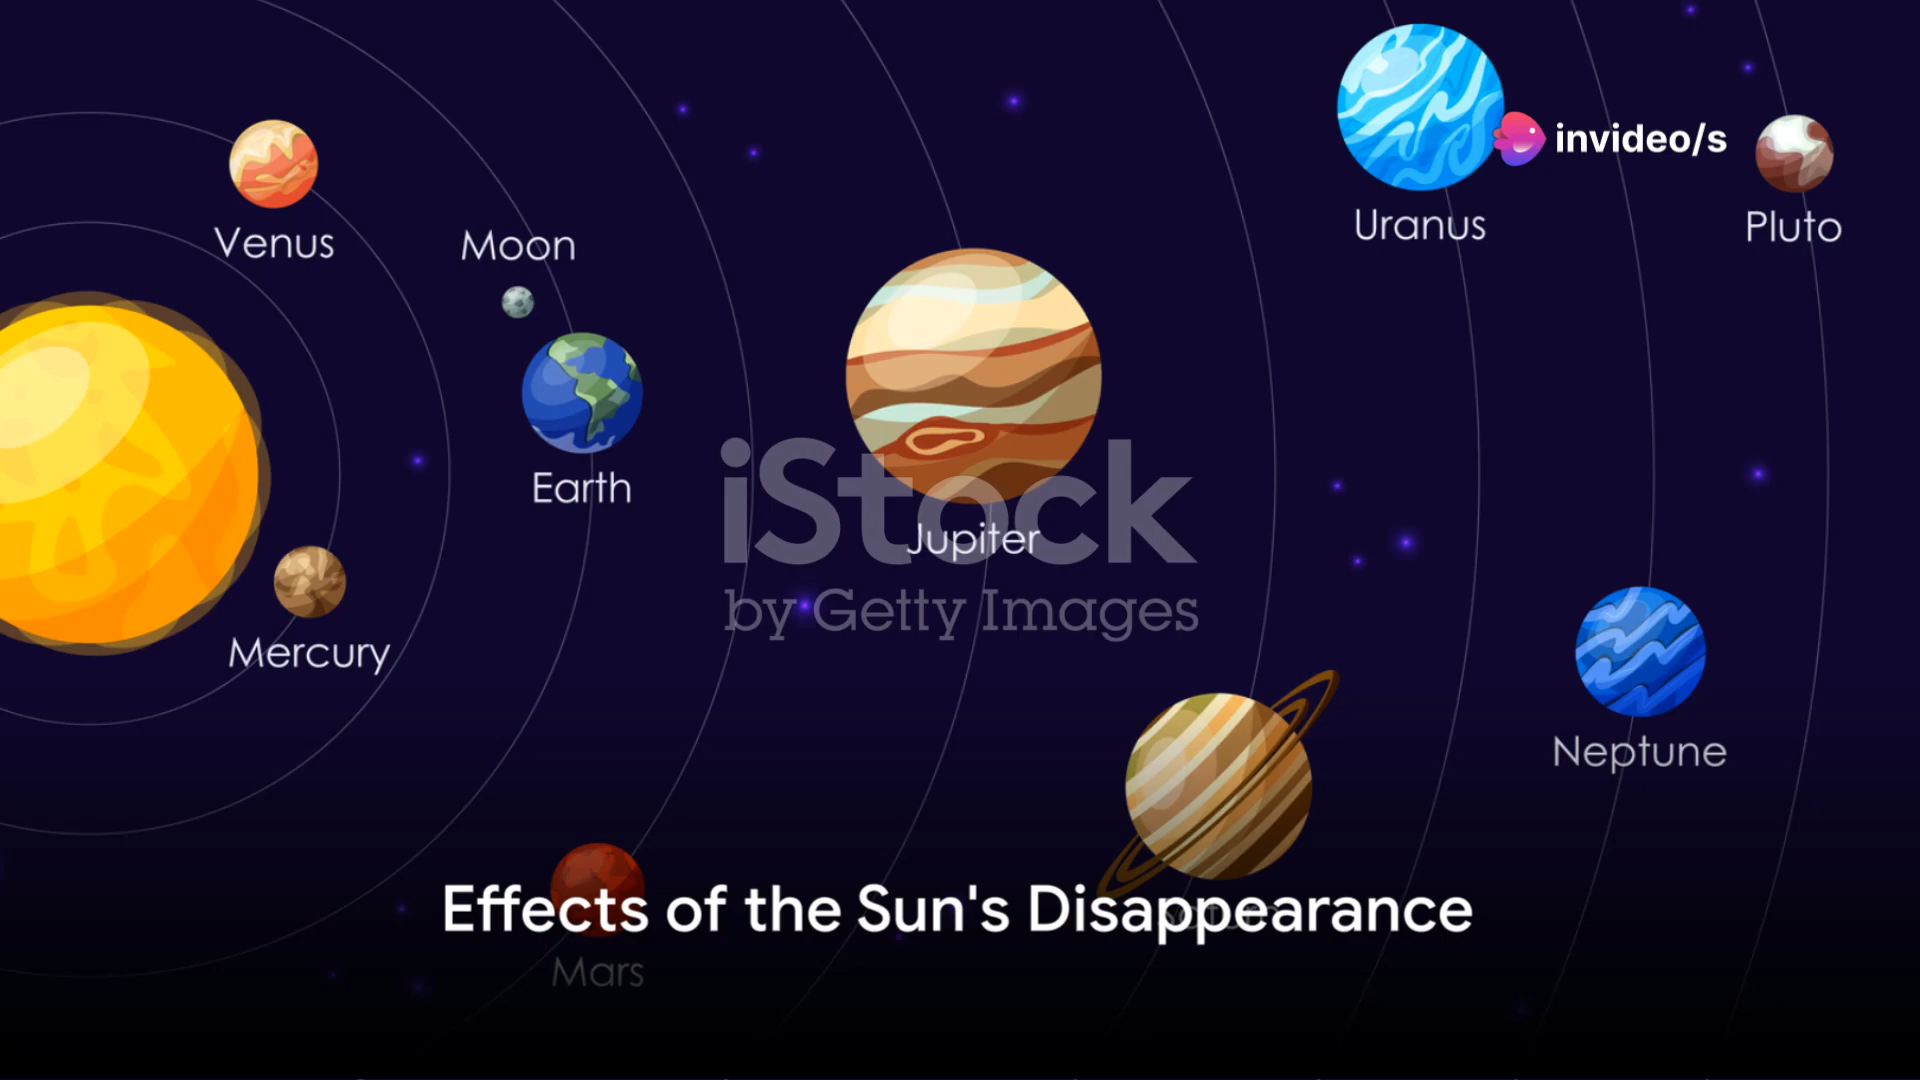 invideo/s
Venus
Moon
Uranus
Pluto
Earth
iStock
Jupiter
by Getty Images
Mercury
Neptune
Effects of the Sun's Disappearance
Mars